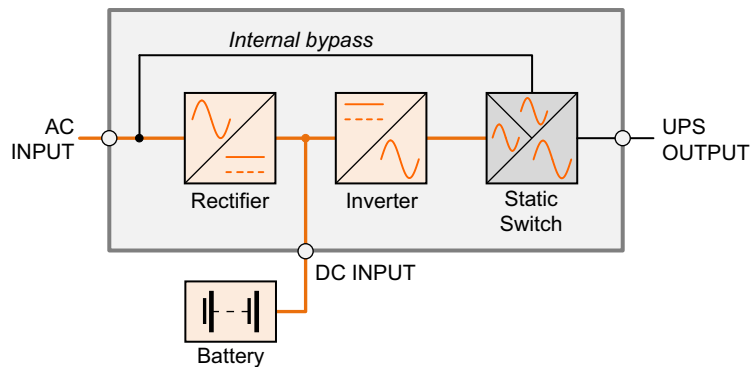 Internal bypass
AC
INPUT
UPS
OUTPUT
Rectifier
Inverter
Static
Switch
DC INPUT
Battery